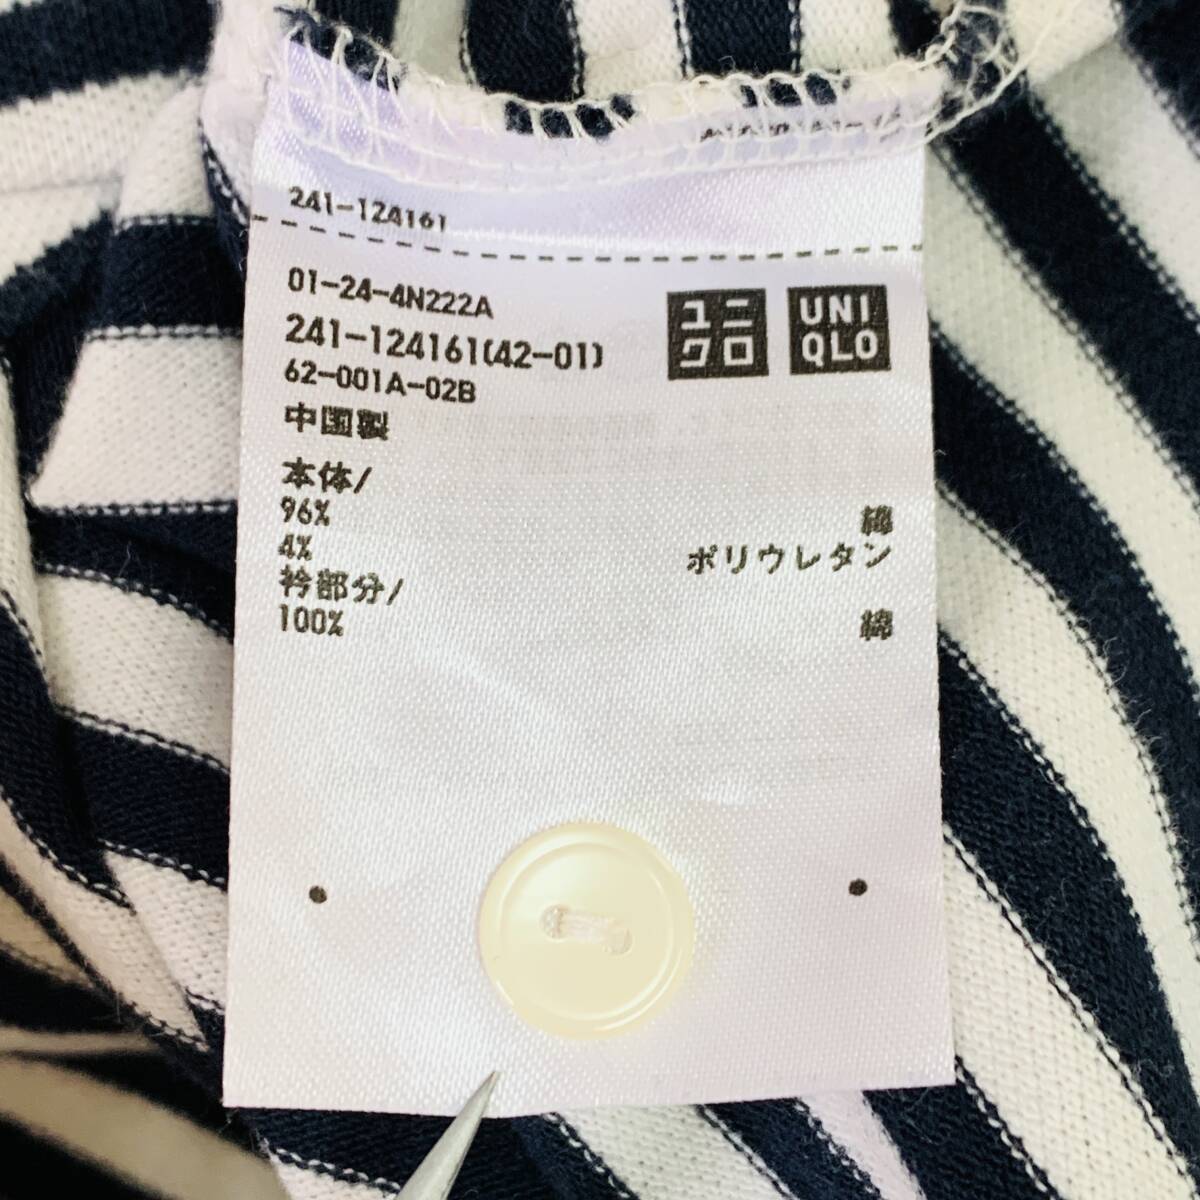 241-124161
01-24-4N222A
241-124161(42-01)
62-001A-02B
中国製
ユニクロ
UNIQLO
本体/
96% 綿
4% ポリウレタン
衿部分/
100% 綿